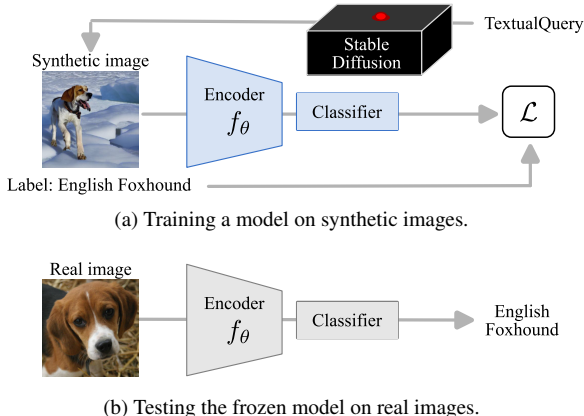 TextualQuery
Stable
Diffusion
Synthetic image
Encoder
fθ
Classifier
ℒ
Label: English Foxhound
(a) Training a model on synthetic images.
Real image
Encoder
fθ
Classifier
English
Foxhound
(b) Testing the frozen model on real images.